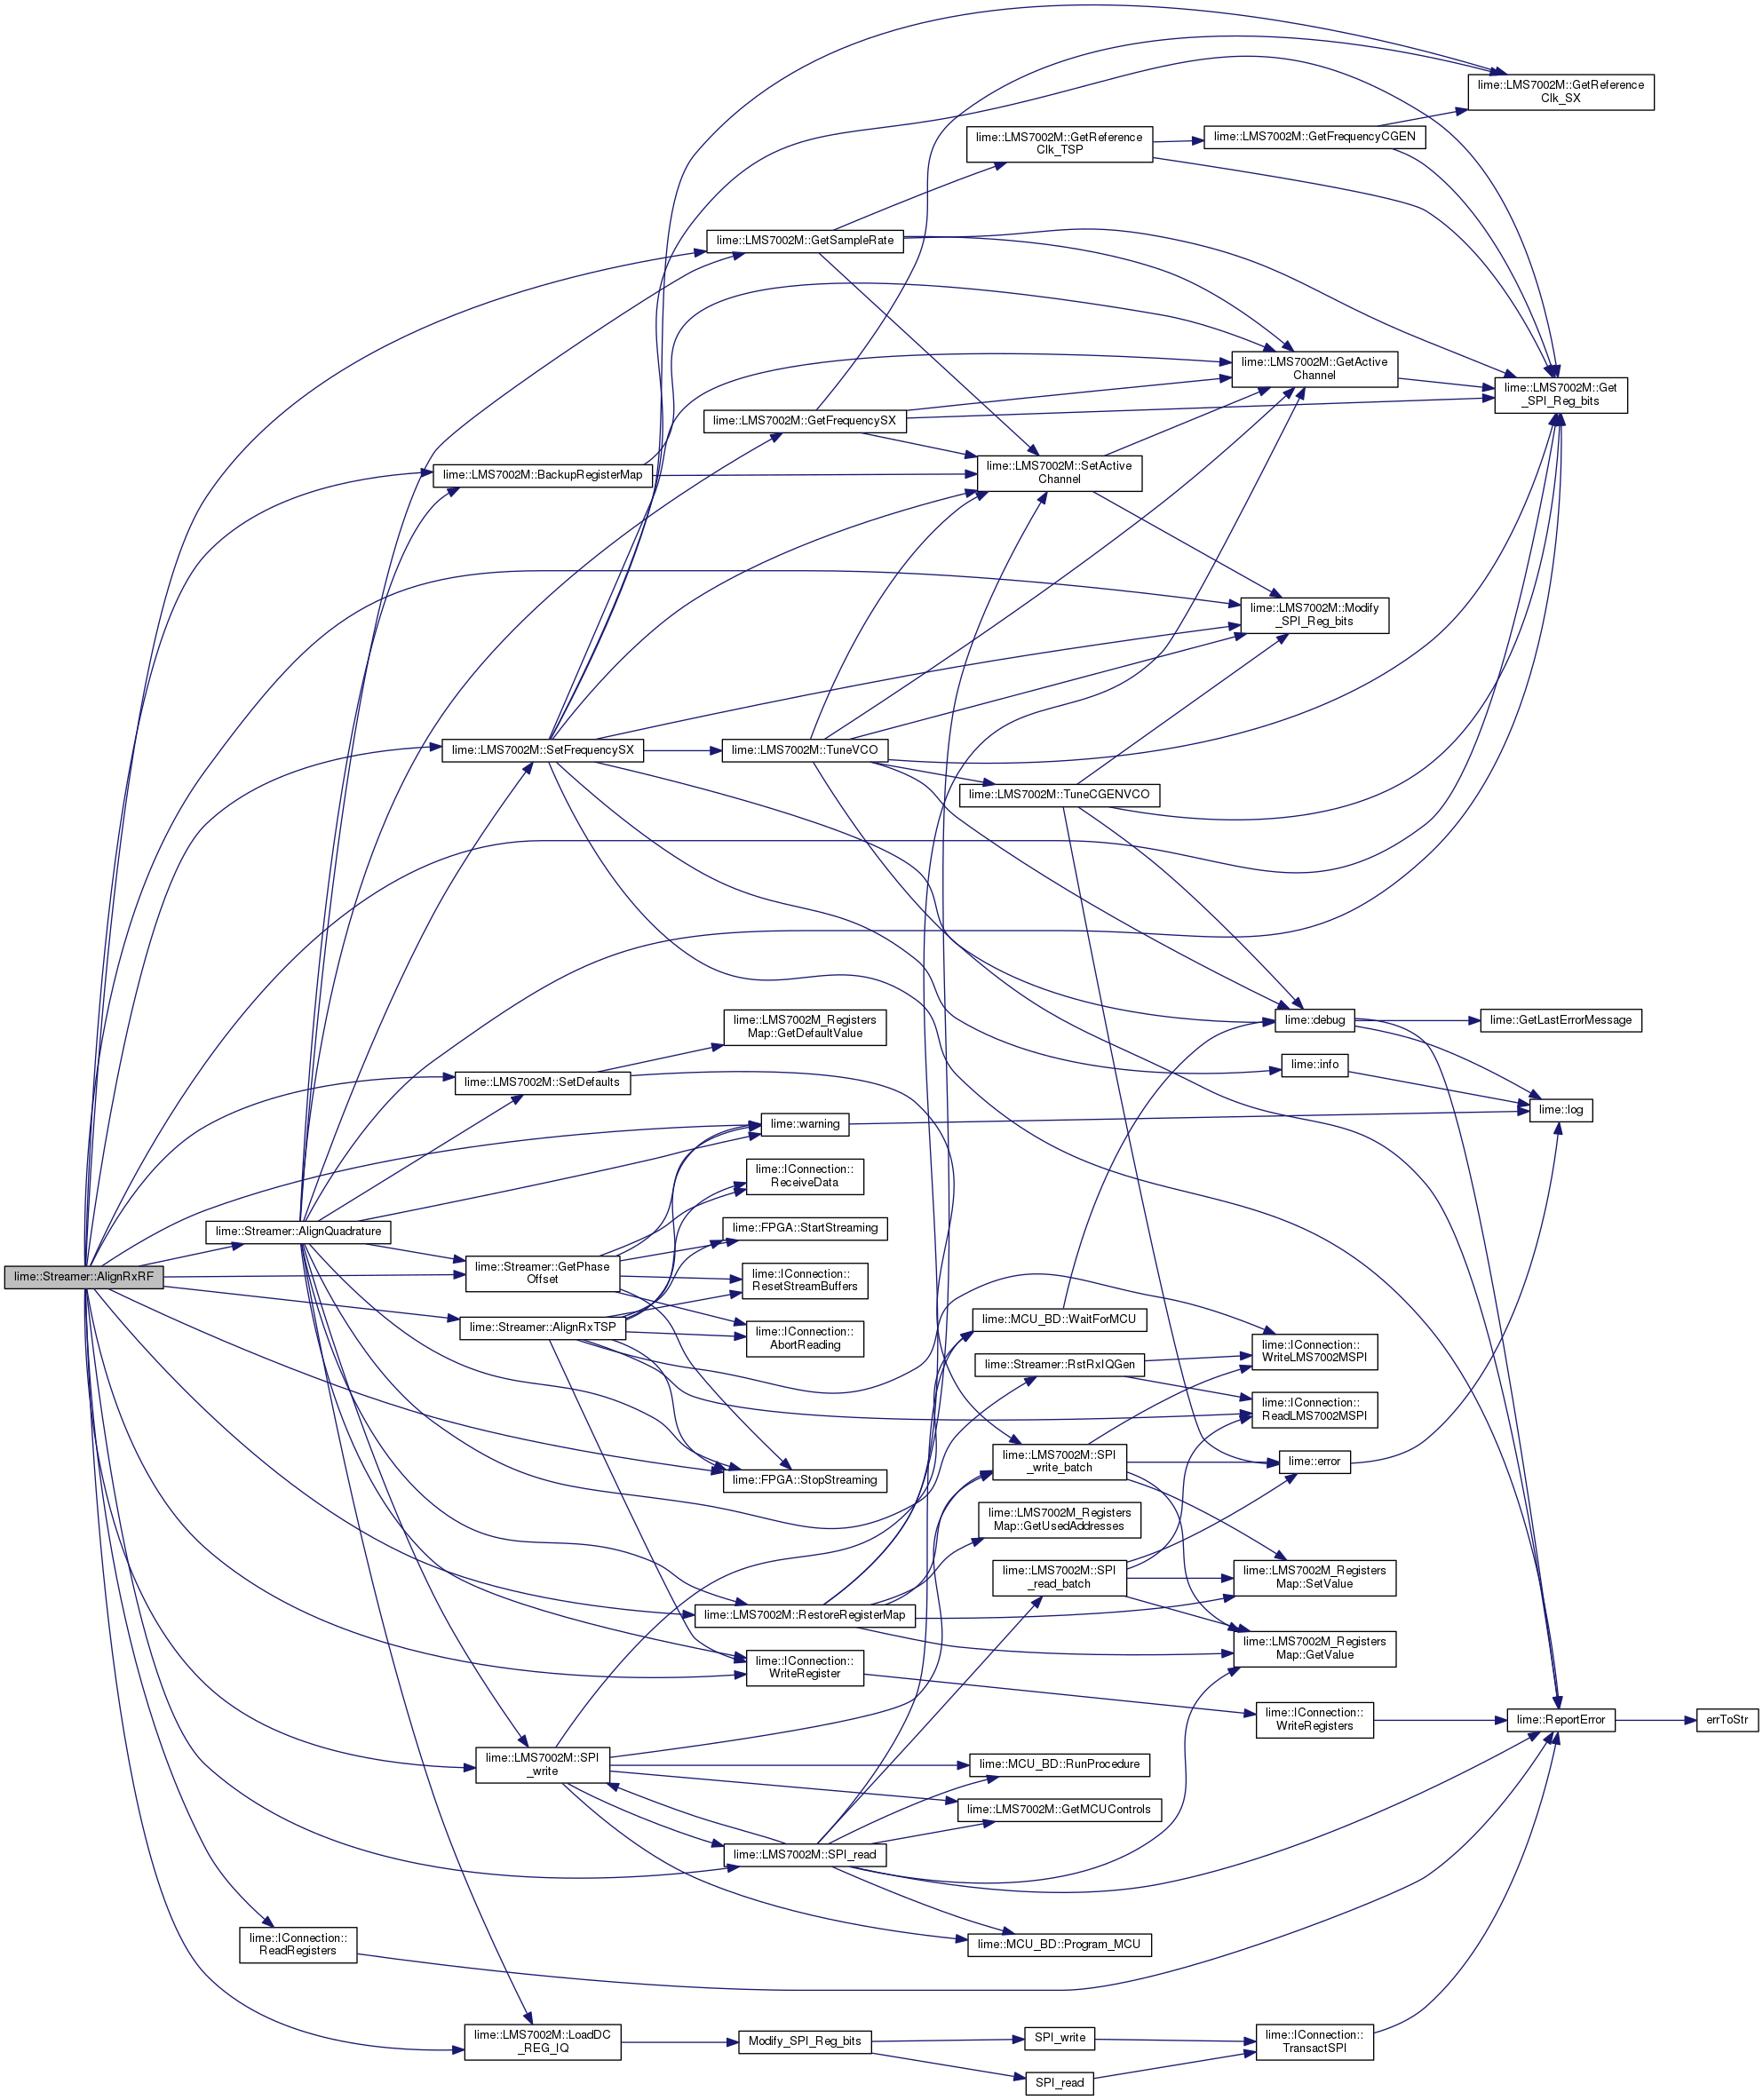 lime::LMS7002M::GetReference
Clk_SX
lime::LMS7002M::GetReference
Clk_TSP
lime::LMS7002M::GetFrequencyCGEN
lime::LMS7002M::GetSampleRate
lime::LMS7002M::GetActive
Channel
lime::LMS7002M::Get
_SPI_Reg_bits
lime::LMS7002M::GetFrequencySX
lime::LMS7002M::BackupRegisterMap
lime::LMS7002M::SetActive
Channel
lime::LMS7002M::Modify
_SPI_Reg_bits
lime::LMS7002M::SetFrequencySX
lime::LMS7002M::TuneVCO
lime::LMS7002M::TuneCGENVCO
lime::LMS7002M_Registers
Map::GetDefaultValue
lime::debug
lime::GetLastErrorMessage
lime::info
lime::LMS7002M::SetDefaults
lime::log
lime::warning
lime::IConnection::
ReceiveData
lime::Streamer::AlignQuadrature
lime::FPGA::StartStreaming
lime::Streamer::AlignRxRF
lime::Streamer::GetPhase
Offset
lime::IConnection::
ResetStreamBuffers
lime::Streamer::AlignRxTSP
lime::IConnection::
AbortReading
lime::MCU_BD::WaitForMCU
lime::IConnection::
WriteLMS7002MSPI
lime::Streamer::RstRxIQGen
lime::IConnection::
ReadLMS7002MSPI
lime::FPGA::StopStreaming
lime::LMS7002M::SPI
_write_batch
lime::error
lime::LMS7002M_Registers
Map::GetUsedAddresses
lime::LMS7002M::SPI
_read_batch
lime::LMS7002M_Registers
Map::SetValue
lime::LMS7002M::RestoreRegisterMap
lime::LMS7002M_Registers
Map::GetValue
lime::IConnection::
WriteRegister
lime::IConnection::
WriteRegisters
lime::ReportError
errToStr
lime::LMS7002M::SPI
_write
lime::MCU_BD::RunProcedure
lime::LMS7002M::GetMCUControls
lime::LMS7002M::SPI_read
lime::IConnection::
ReadRegisters
lime::MCU_BD::Program_MCU
lime::LMS7002M::LoadDC
_REG_IQ
Modify_SPI_Reg_bits
SPI_write
lime::IConnection::
TransactSPI
SPI_read